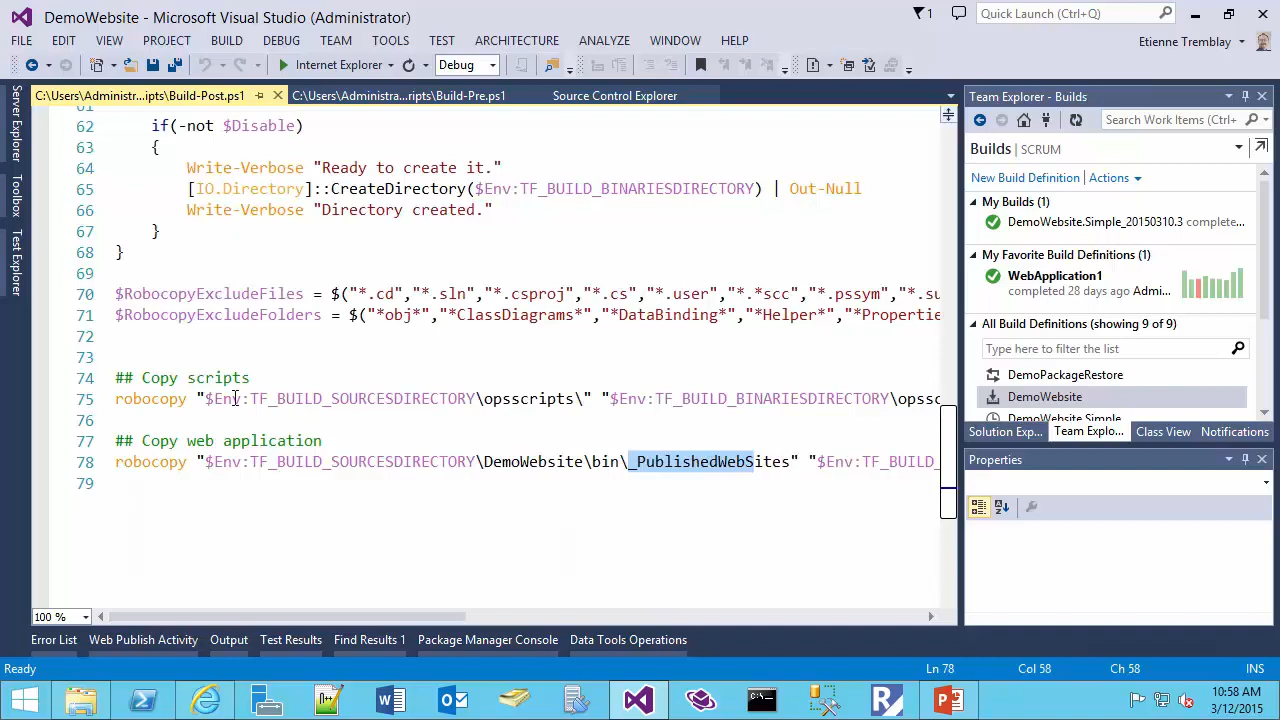 DemoWebsite - Microsoft Visual Studio (Administrator)
1
Quick Launch (Ctrl+Q)
FILE EDIT VIEW PROJECT BUILD DEBUG TEAM TOOLS TEST ARCHITECTURE ANALYZE WINDOW HELP
Etienne Tremblay
Internet Explorer
Debug
C:\Users\Administr...ipts\Build-Post.ps1
C:\Users\Administra...ripts\Build-Pre.ps1
Source Control Explorer
Server Explorer
Toolbox
Test Explorer
61
62 if(-not $Disable)
63 {
64 Write-Verbose "Ready to create it."
65 [IO.Directory]::CreateDirectory($Env:TF_BUILD_BINARIESDIRECTORY) | Out-Null
66 Write-Verbose "Directory created."
67 }
68 }
69
70 $RobocopyExcludeFiles = $("*.cd","*.sln","*.csproj","*.cs","*.user","*.*scc","*.pssym","*.su
71 $RobocopyExcludeFolders = $("*obj*","*ClassDiagrams*","*DataBinding*","*Helper*","*Propertie
72
73
74 ## Copy scripts
75 robocopy "$Env:TF_BUILD_SOURCESDIRECTORY\opsscripts\" "$Env:TF_BUILD_BINARIESDIRECTORY\opssc
76
77 ## Copy web application
78 robocopy "$Env:TF_BUILD_SOURCESDIRECTORY\DemoWebsite\bin\_PublishedWebSites" "$Env:TF_BUILD_
79
100 %
Team Explorer - Builds
Search Work Items (Ctrl+
Builds | SCRUM
New Build Definition | Actions
My Builds (1)
DemoWebsite.Simple_20150310.3 complete...
My Favorite Build Definitions (1)
WebApplication1
completed 28 days ago Admi...
All Build Definitions (showing 9 of 9)
Type here to filter the list
DemoPackageRestore
DemoWebsite
DemoWebsite.Simple
Solution Exp... Team Explo... Class View Notifications
Properties
Error List Web Publish Activity Output Test Results Find Results 1 Package Manager Console Data Tools Operations
Ready
Ln 78 Col 58 Ch 58 INS
10:58 AM
3/12/2015